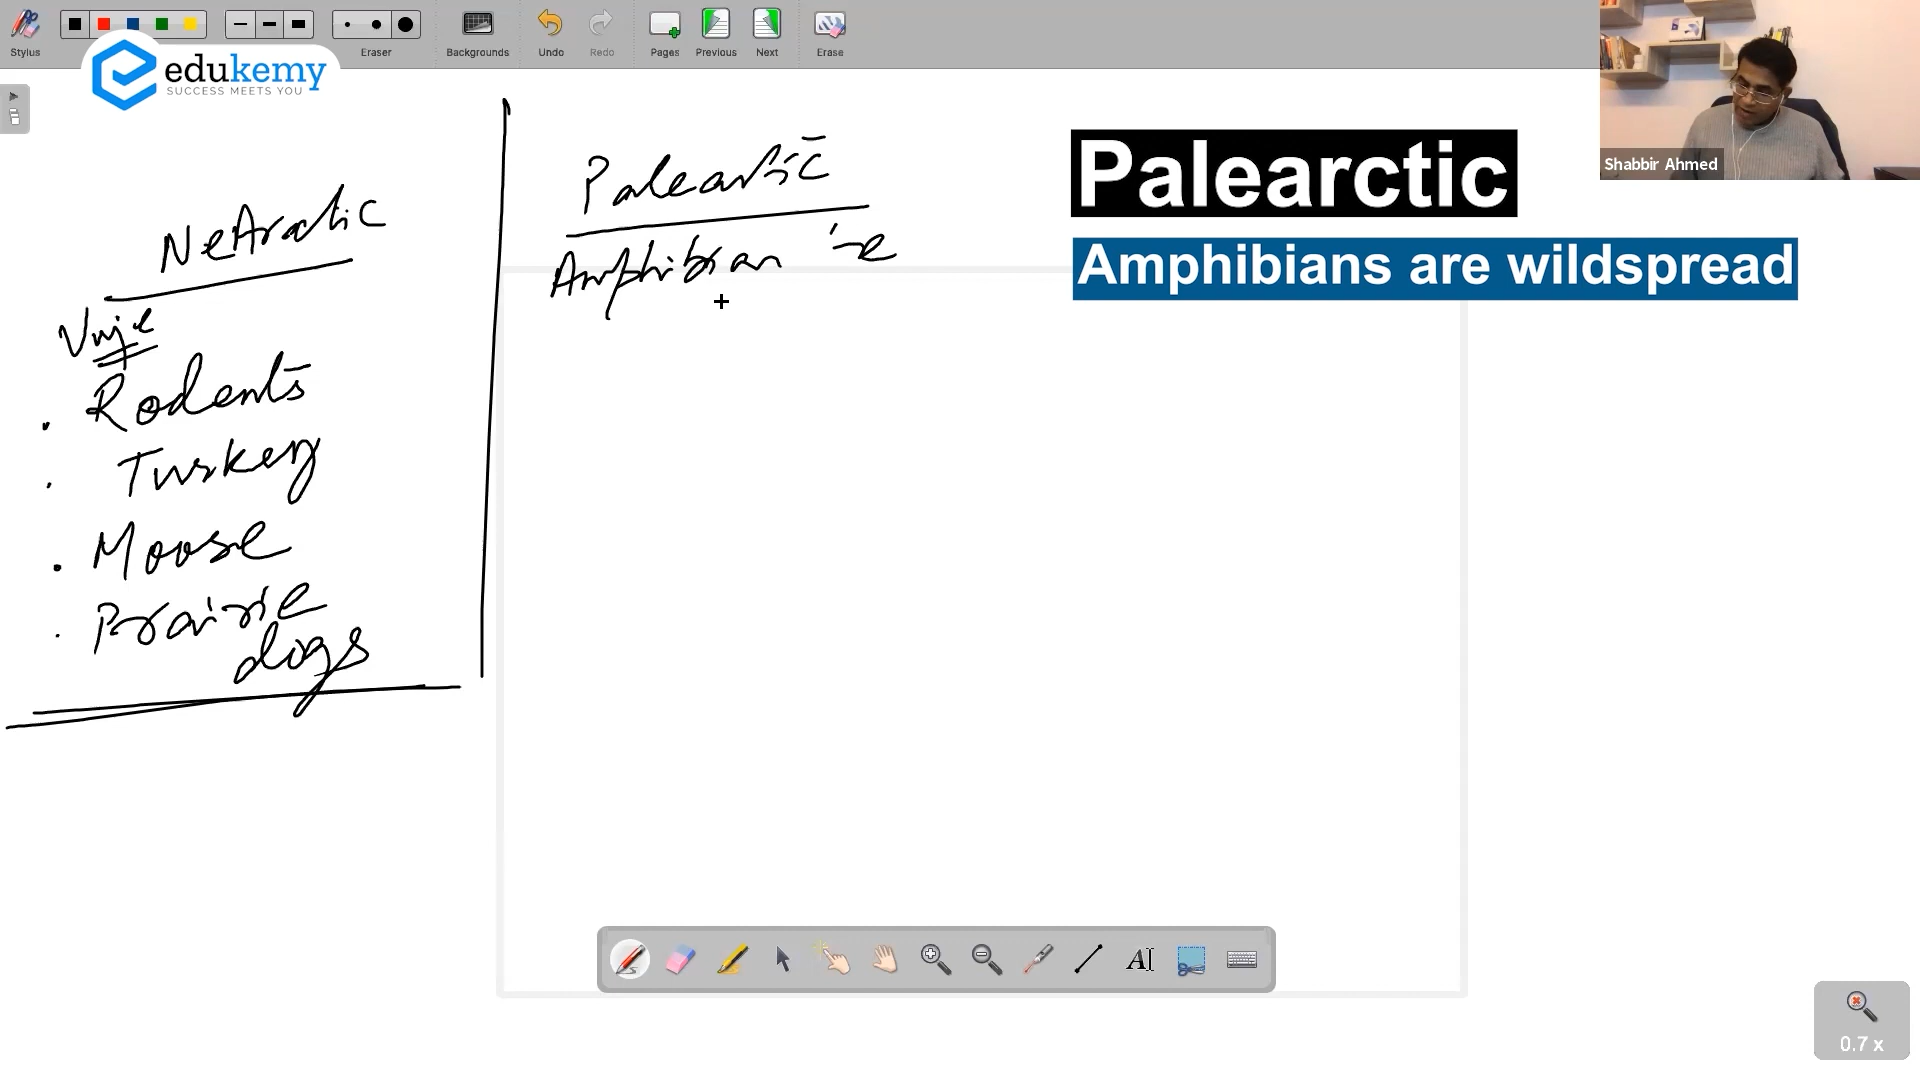 Stylus
Eraser
Backgrounds
Undo
Redo
Pages
Previous
Next
Erase
edukemy
SUCCESS MEETS YOU
Shabbir Ahmed
NeArctic
Rodents
Turkey
Moose
Prairie
dogs
Palearctic
Amphibian
Palearctic
Amphibians are wildspread
0.7 x